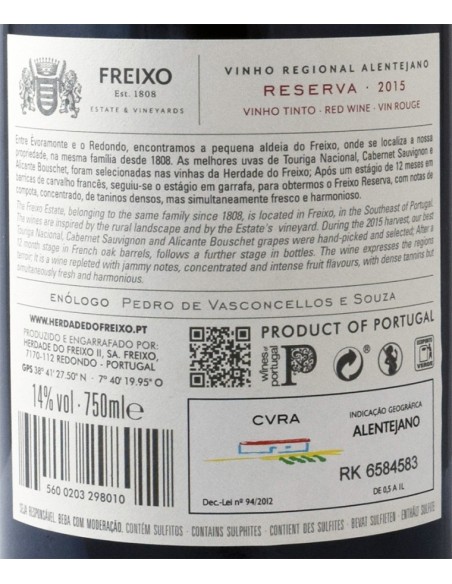 FREIXO
Est. 1808
ESTATE & VINEYARDS
VINHO REGIONAL ALENTEJANO
RESERVA · 2015
VINHO TINTO · RED WINE · VIN ROUGE
Entre Évoramonte e o Redondo, encontramos a pequena aldeia do Freixo, onde se localiza a nossa
propriedade, na mesma família desde 1808. As melhores uvas de Touriga Nacional, Cabernet Sauvignon e
Alicante Bouschet, foram selecionadas nas vinhas da Herdade do Freixo; Após um estágio de 12 meses em
barricas de carvalho francês, seguiu-se o estágio em garrafa, para obtermos o Freixo Reserva, com notas de
compota, concentrado, de taninos densos, mas simultaneamente fresco e harmonioso.
The Freixo Estate, belonging to the same family since 1808, is located in Freixo, in the Southeast of Portugal.
The wines are inspired by the rural landscape and by the Estate's vineyard. During the 2015 harvest, our best
Touriga Nacional, Cabernet Sauvignon and Alicante Bouschet grapes were hand-picked and selected; After a
12 month stage in French oak barrels, follows a further stage in bottles. The wine expresses the regions
terroir: It is a wine repleted with jammy notes, concentrated and intense fruit flavours, with dense tannins but
simultaneously fresh and harmonious.
ENÓLOGO PEDRO DE VASCONCELLOS E SOUZA
WWW.HERDADEDOFREIXO.PT
PRODUZIDO E ENGARRAFADO POR:
HERDADE DO FREIXO II, SA. FREIXO,
7170-112 REDONDO - PORTUGAL
GPS 38º 41' 27.50" N - 7º 40' 19.95" O
14% vol · 750ml e
5600203298010
wines of portugal
PRODUCT OF PORTUGAL
CVRA
Dec.-Lei nº 94/2012
INDICAÇÃO GEOGRÁFICA
ALENTEJANO
RK 6584583
DE 0,5 A 1L
SEJA RESPONSÁVEL. BEBA COM MODERAÇÃO. CONTÉM SULFITOS - CONTAINS SULPHITES - CONTIENT DES SULFITES - BEVAT SULFIETEN - ENTHÄLT SULFITE